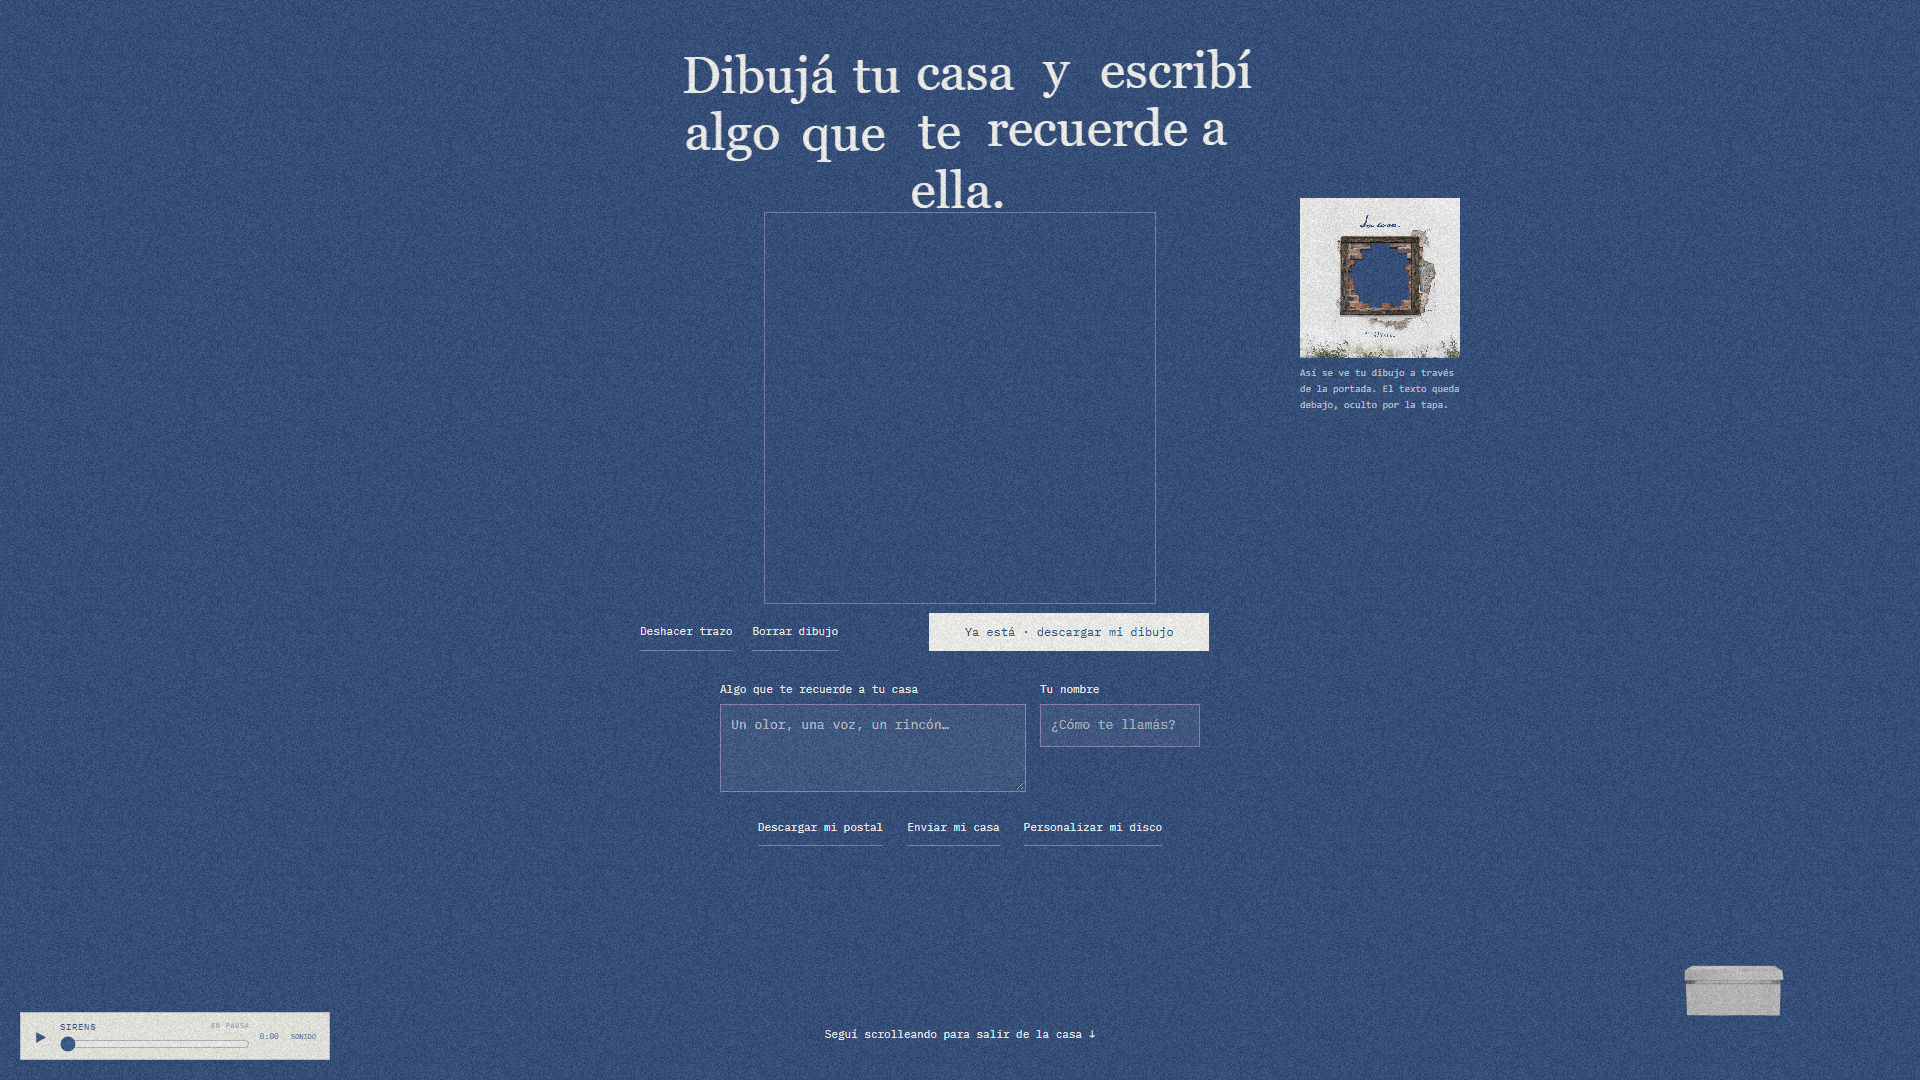 Dibujá tu casa y escribí
algo que te recuerde a
ella.
Así se ve tu dibujo a través
de la portada. El texto queda
debajo, oculto por la tapa.
Deshacer trazo
Borrar dibujo
Ya está · descargar mi dibujo
Algo que te recuerde a tu casa
Tu nombre
Un olor, una voz, un rincón…
¿Cómo te llamás?
Descargar mi postal
Enviar mi casa
Personalizar mi disco
SIRENS
EN PAUSA
0:00
SONIDO
Seguí scrolleando para salir de la casa ↓